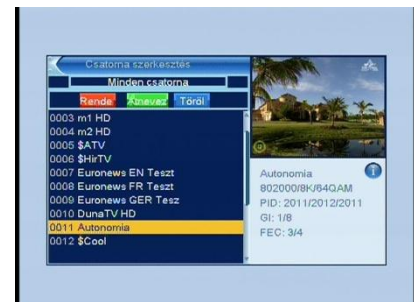 Csatorna szerkesztés
Minden csatorna
Rende Átnevez Töröl
0003 m1 HD
0004 m2 HD
0005 $ATV
0006 $HirTV
0007 Euronews EN Teszt
0008 Euronews FR Teszt
0009 Euronews GER Tesz
0010 DunaTV HD
0011 Autonomia
0012 $Cool
Autonomia
802000/8K/64QAM
PID: 2011/2012/2011
GI: 1/8
FEC: 3/4